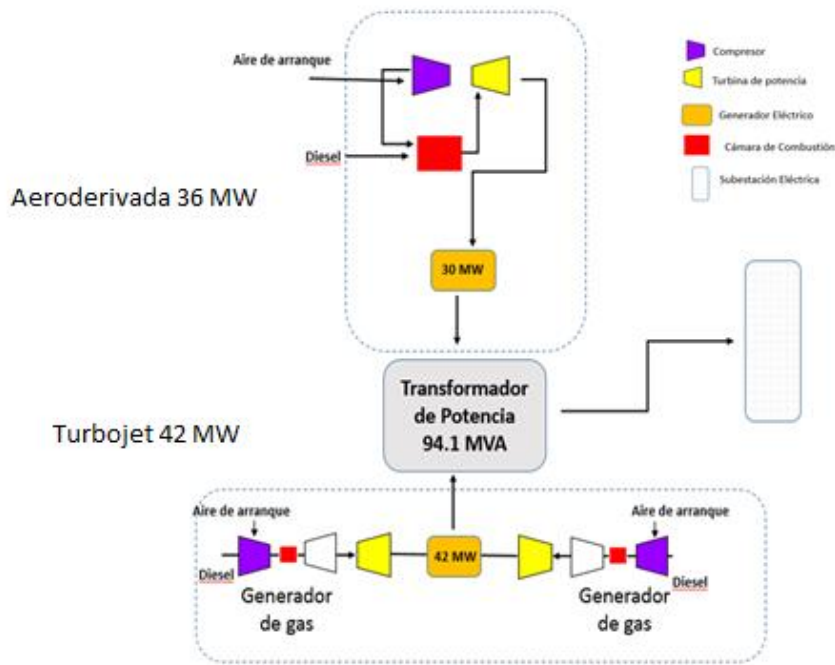 Aire de arranque
Diesel
Aeroderivada 36 MW
30 MW
Compresor
Turbina de potencia
Generador Eléctrico
Cámara de Combustión
Subestación Eléctrica
Transformador
de Potencia
94.1 MVA
Turbojet 42 MW
Aire de arranque
Diesel
Generador
de gas
42 MW
Aire de arranque
Diesel
Generador
de gas